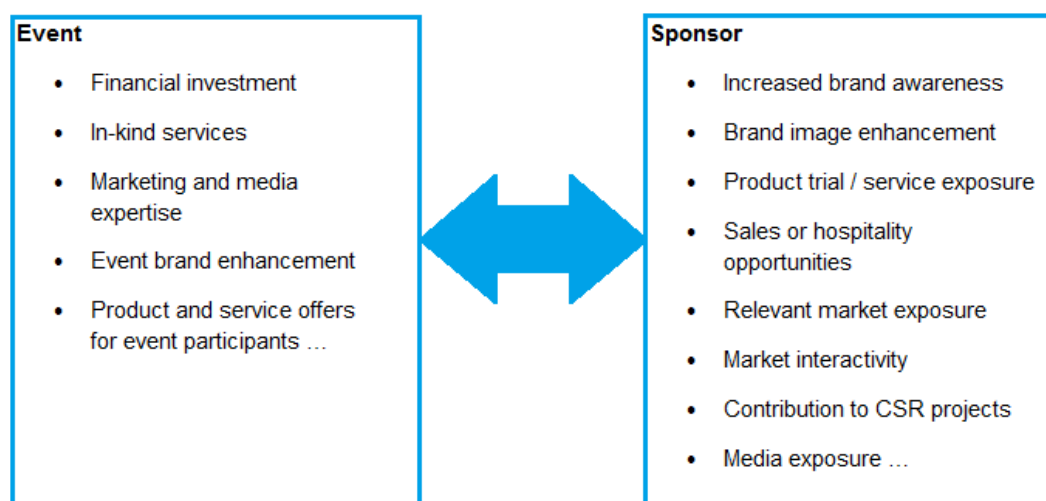 Event
• Financial investment
• In-kind services
• Marketing and media
expertise
• Event brand enhancement
• Product and service offers
for event participants …
Sponsor
• Increased brand awareness
• Brand image enhancement
• Product trial / service exposure
• Sales or hospitality
opportunities
• Relevant market exposure
• Market interactivity
• Contribution to CSR projects
• Media exposure …